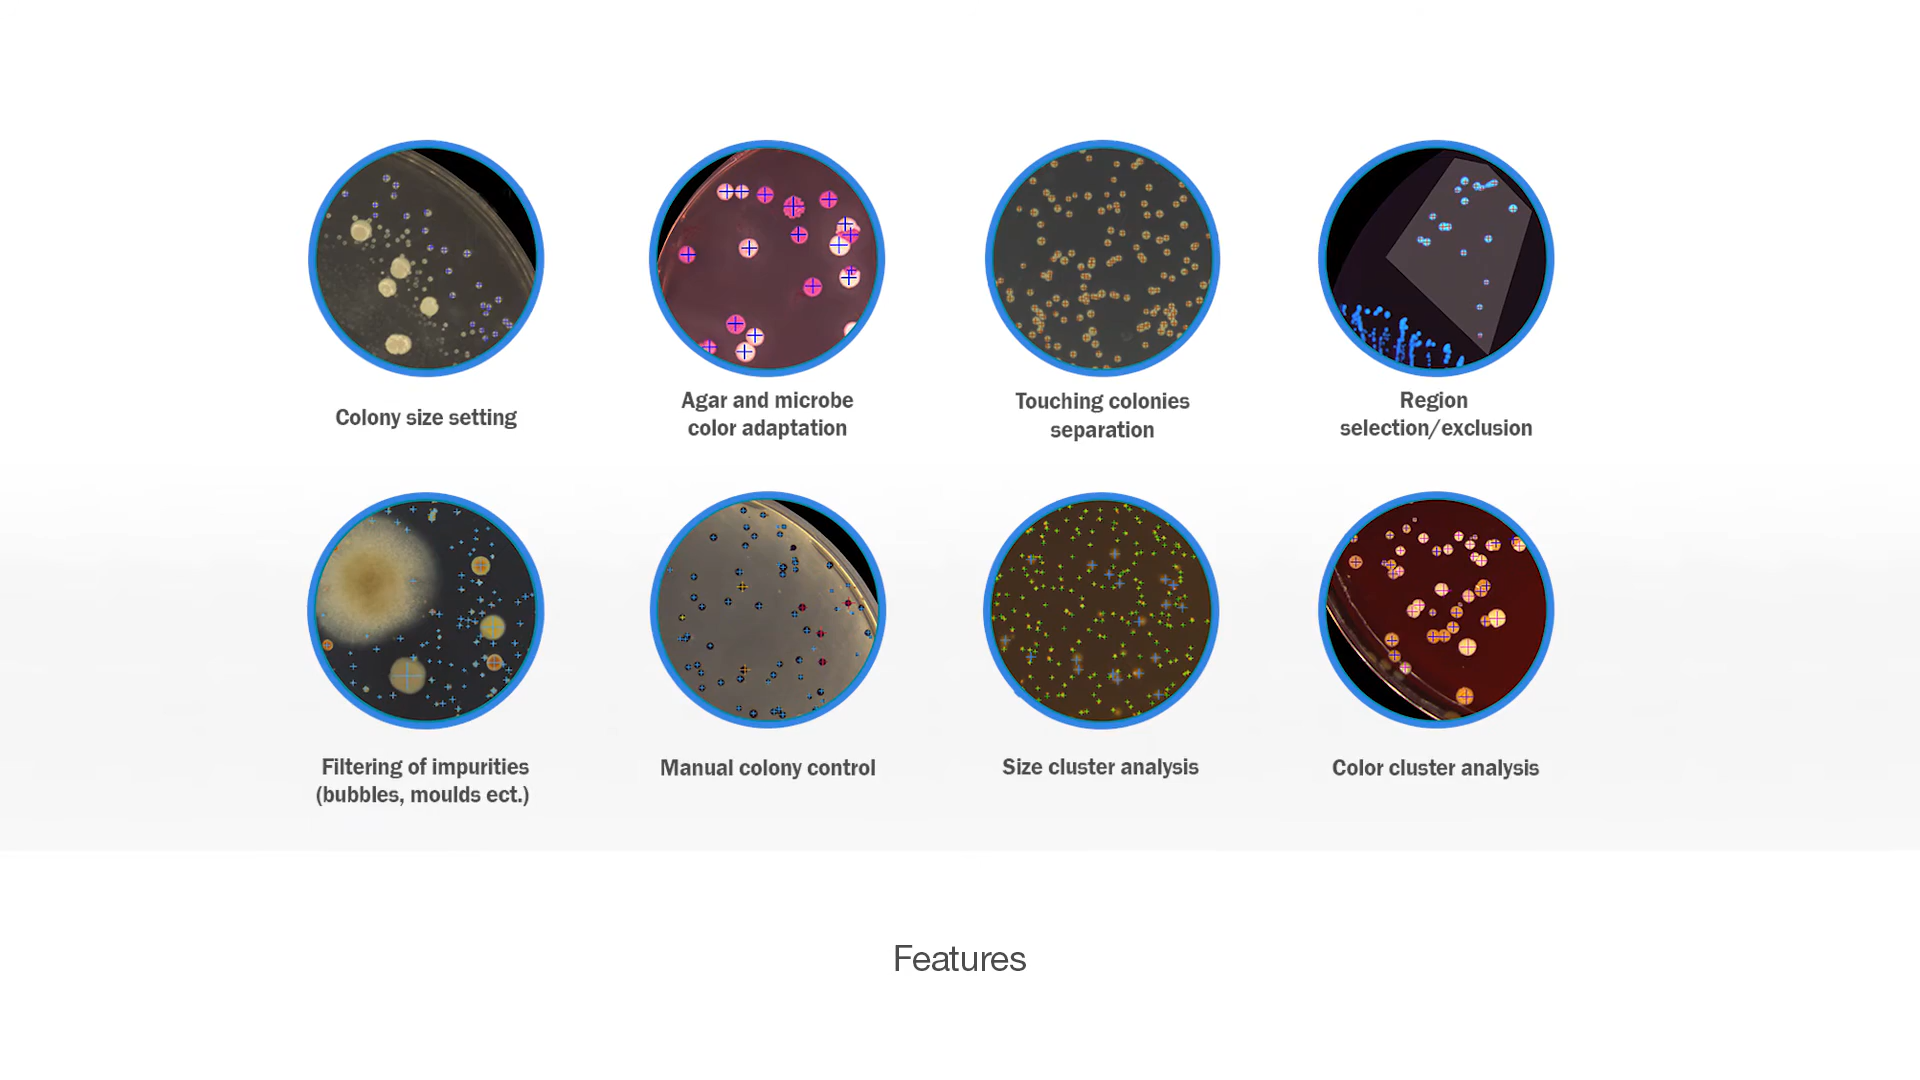 Colony size setting
Agar and microbe
color adaptation
Touching colonies
separation
Region
selection/exclusion
Filtering of impurities
(bubbles, moulds ect.)
Manual colony control
Size cluster analysis
Color cluster analysis
Features